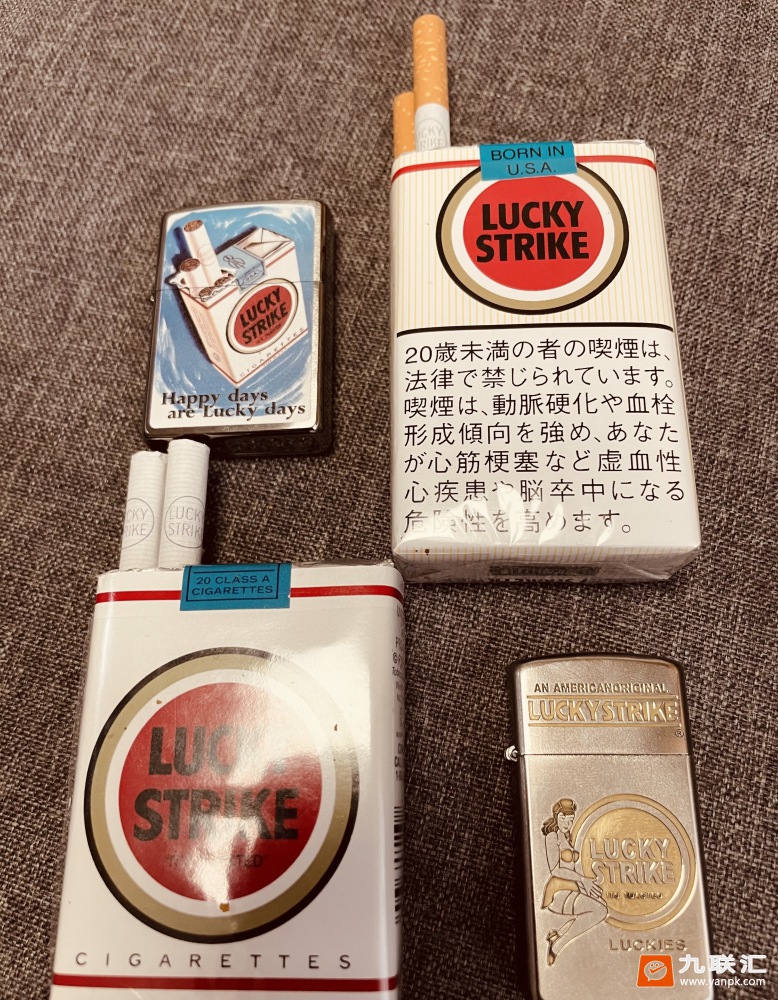 BORN IN
U.S.A.
LUCKY
STRIKE
20歳未満の者の喫煙は、
法律で禁じられています。
喫煙は、動脈硬化や血栓
形成傾向を強め、あなた
が心筋梗塞など虚血性
心疾患や脳卒中になる
危険性を高めます。
LUCKY
STRIKE
CIGARETTES
Happy days
are Lucky days
LUCKY
STRIKE
20 CLASS A
CIGARETTES
LUCKY
STRIKE
CIGARETTES
AN AMERICAN ORIGINAL
LUCKY STRIKE
®
LUCKY
STRIKE
LUCKIES
九联汇
www.yanpk.com